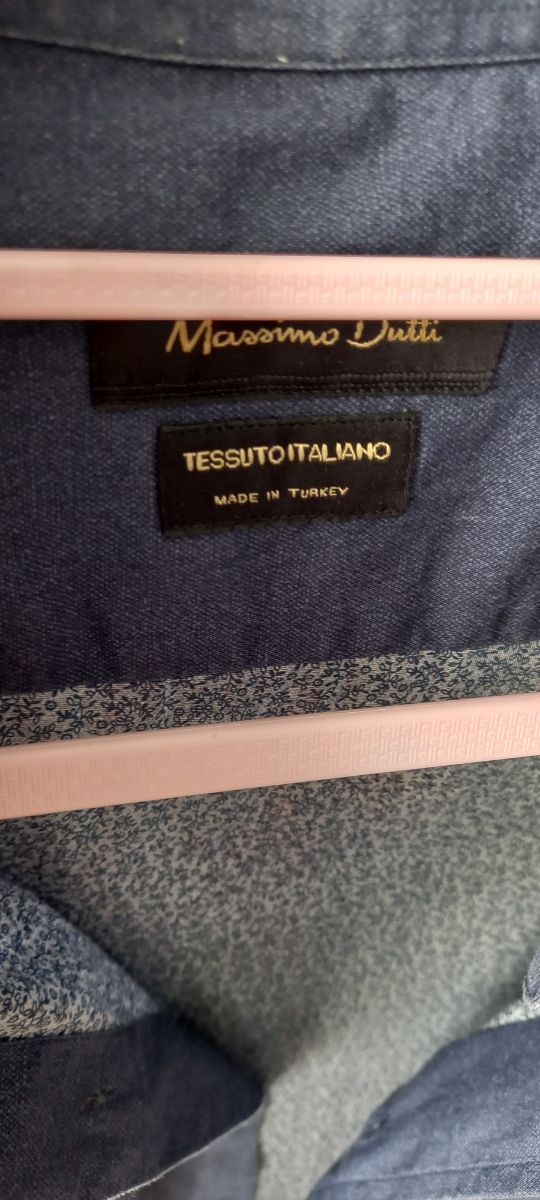 Massimo Dutti
TESSUTO ITALIANO
MADE IN TURKEY